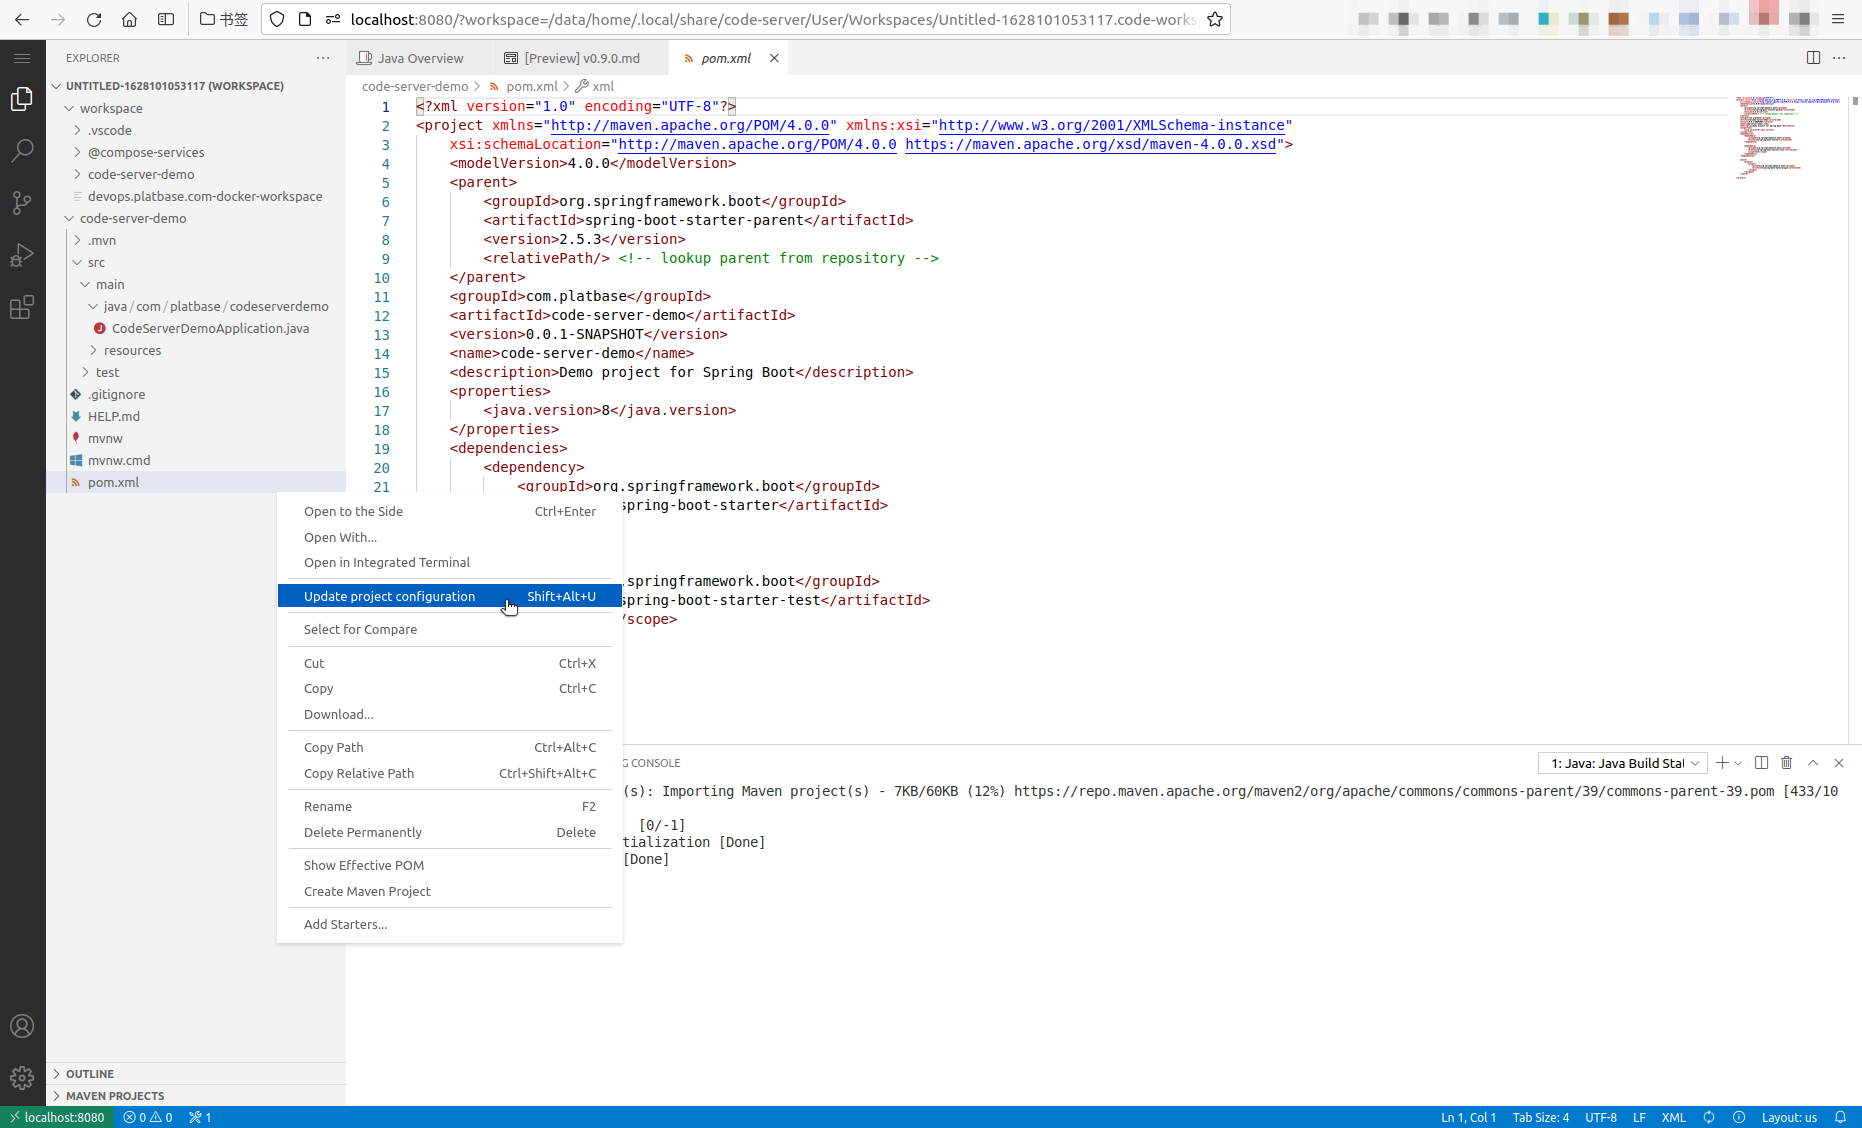 书签
localhost:8080/?workspace=/data/home/.local/share/code-server/User/Workspaces/Untitled-1628101053117.code-works
EXPLORER
UNTITLED-1628101053117 (WORKSPACE)
workspace
.vscode
@compose-services
code-server-demo
devops.platbase.com-docker-workspace
code-server-demo
.mvn
src
main
java/com/platbase/codeserverdemo
CodeServerDemoApplication.java
resources
test
.gitignore
HELP.md
mvnw
mvnw.cmd
pom.xml
OUTLINE
MAVEN PROJECTS
Java Overview
[Preview] v0.9.0.md
pom.xml
code-server-demo > pom.xml > xml
1 <?xml version="1.0" encoding="UTF-8"?>
2 <project xmlns="http://maven.apache.org/POM/4.0.0" xmlns:xsi="http://www.w3.org/2001/XMLSchema-instance"
3 xsi:schemaLocation="http://maven.apache.org/POM/4.0.0 https://maven.apache.org/xsd/maven-4.0.0.xsd">
4 <modelVersion>4.0.0</modelVersion>
5 <parent>
6 <groupId>org.springframework.boot</groupId>
7 <artifactId>spring-boot-starter-parent</artifactId>
8 <version>2.5.3</version>
9 <relativePath/> <!-- lookup parent from repository -->
10 </parent>
11 <groupId>com.platbase</groupId>
12 <artifactId>code-server-demo</artifactId>
13 <version>0.0.1-SNAPSHOT</version>
14 <name>code-server-demo</name>
15 <description>Demo project for Spring Boot</description>
16 <properties>
17 <java.version>8</java.version>
18 </properties>
19 <dependencies>
20 <dependency>
21 <groupId>org.springframework.boot</groupId>
spring-boot-starter</artifactId>
.springframework.boot</groupId>
spring-boot-starter-test</artifactId>
/scope>
Open to the Side Ctrl+Enter
Open With...
Open in Integrated Terminal
Update project configuration Shift+Alt+U
Select for Compare
Cut Ctrl+X
Copy Ctrl+C
Download...
Copy Path Ctrl+Alt+C
Copy Relative Path Ctrl+Shift+Alt+C
Rename F2
Delete Permanently Delete
Show Effective POM
Create Maven Project
Add Starters...
G CONSOLE
1: Java: Java Build Stat
(s): Importing Maven project(s) - 7KB/60KB (12%) https://repo.maven.apache.org/maven2/org/apache/commons/commons-parent/39/commons-parent-39.pom [433/10
[0/-1]
tialization [Done]
[Done]
localhost:8080
0 0
1
Ln 1, Col 1
Tab Size: 4
UTF-8
LF
XML
Layout: us